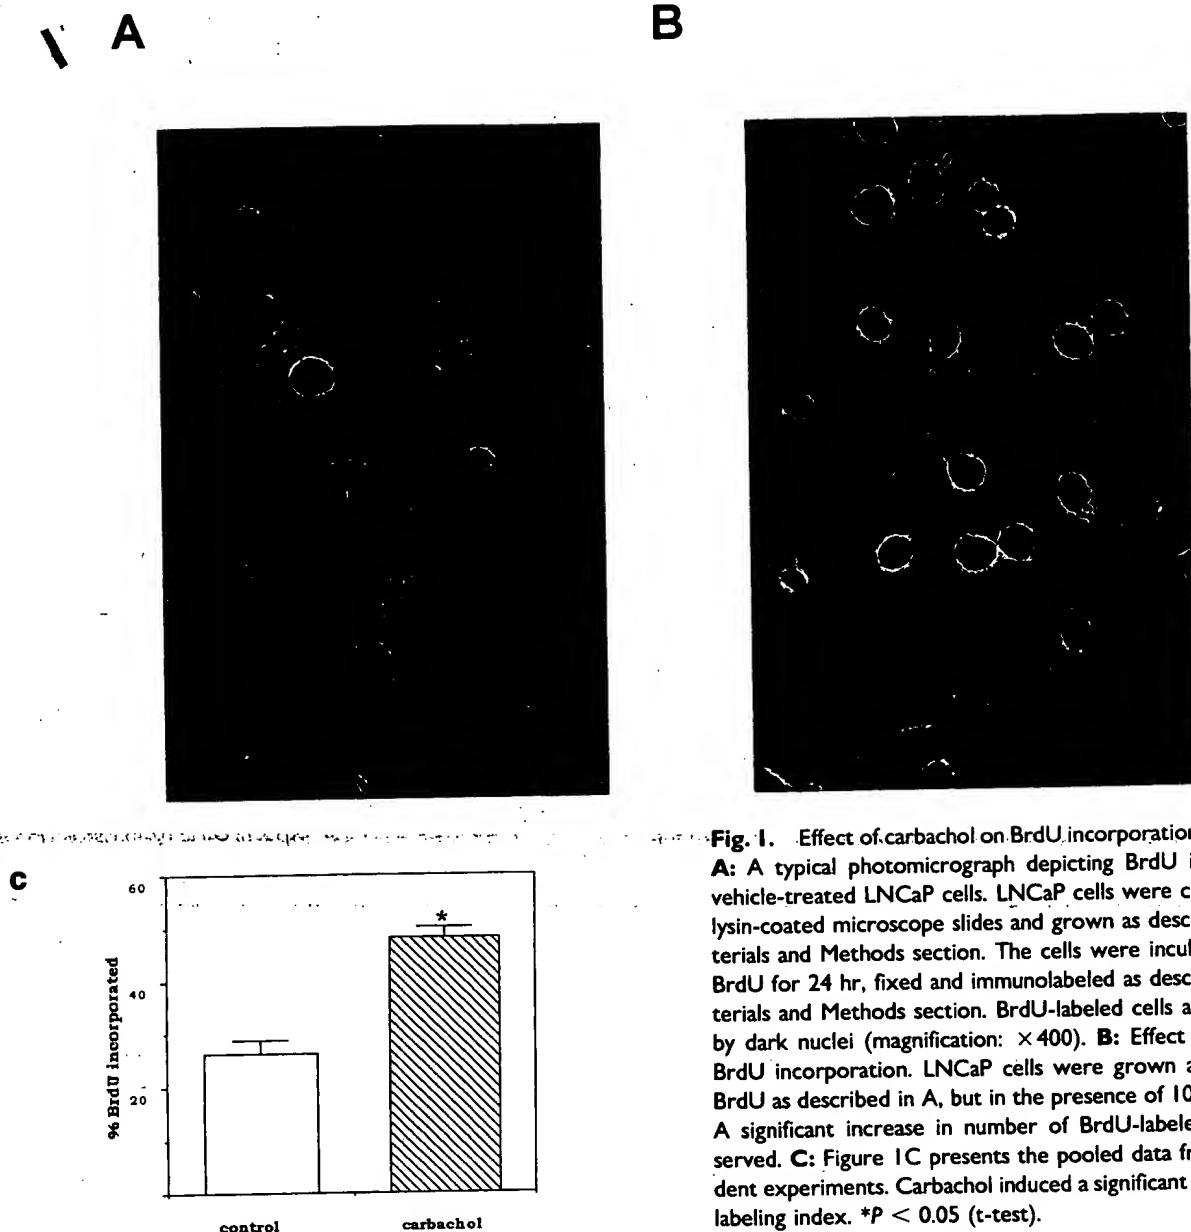 A
B
Fig. 1. Effect of carbachol on BrdU incorporation
A: A typical photomicrograph depicting BrdU i
vehicle-treated LNCaP cells. LNCaP cells were c
lysin-coated microscope slides and grown as desc
terials and Methods section. The cells were incul
BrdU for 24 hr, fixed and immunolabeled as desc
terials and Methods section. BrdU-labeled cells a
by dark nuclei (magnification: ×400). B: Effect
BrdU incorporation. LNCaP cells were grown a
BrdU as described in A, but in the presence of 10
A significant increase in number of BrdU-labele
served. C: Figure 1C presents the pooled data fr
dent experiments. Carbachol induced a significant
labeling index. *P < 0.05 (t-test).
C
60
40
20
% BrdU incorporated
*
control
carbachol